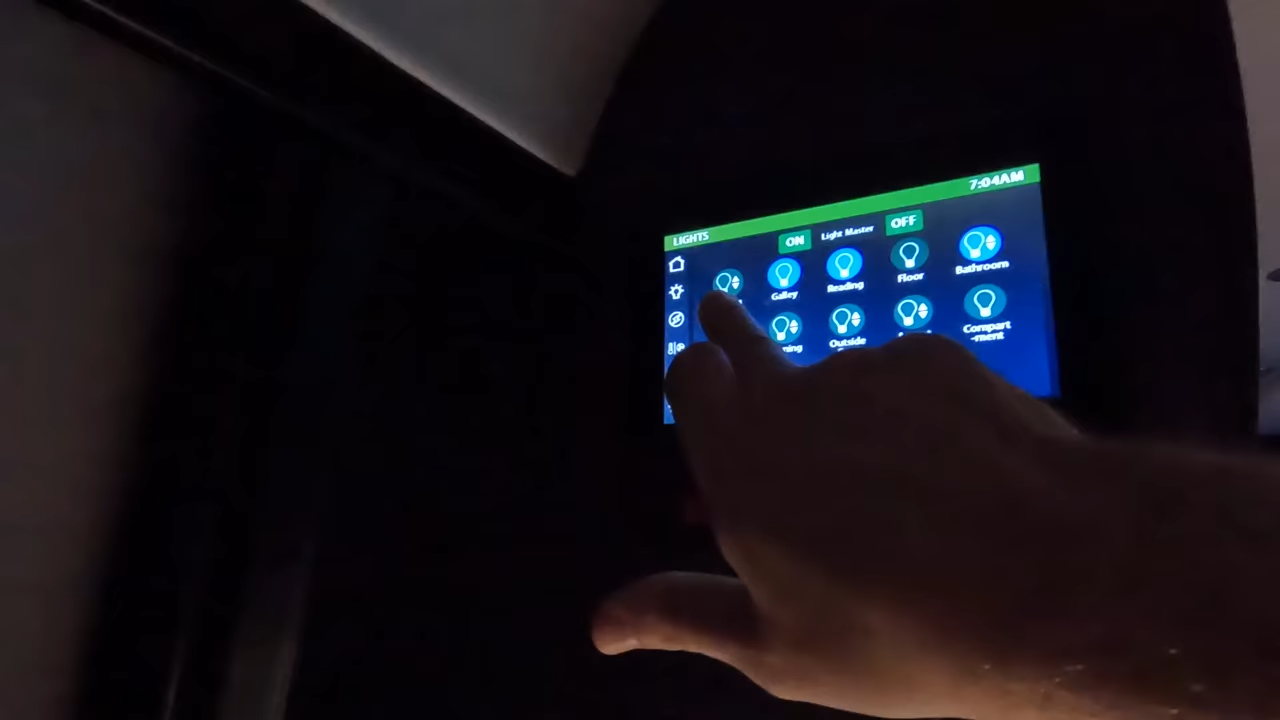 LIGHTS 7:04AM
ON Light Master OFF
Galley Reading Floor Bathroom
Outside Compart
-ment